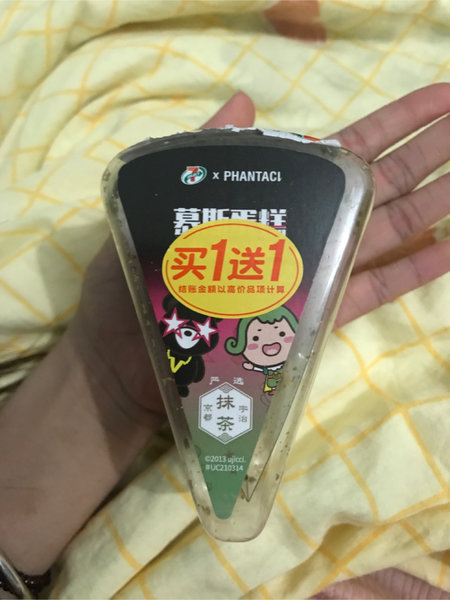 7 x PHANTACi
慕斯蛋糕
买1送1
结账金额以高价品项计算
严选
京都 抹茶 宇治
©2013 ujicci.
#UC210314